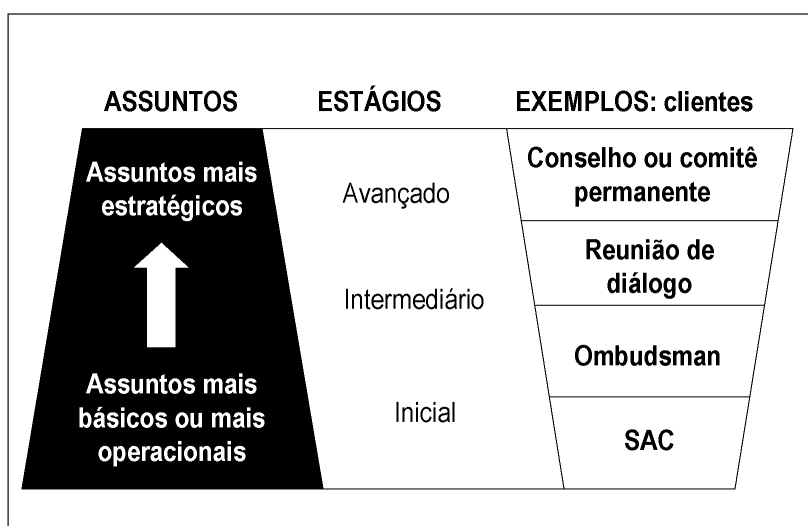 ASSUNTOS
ESTÁGIOS
EXEMPLOS: clientes
Assuntos mais
estratégicos
Avançado
Conselho ou comitê
permanente
Reunião de
diálogo
Intermediário
Ombudsman
Assuntos mais
básicos ou mais
operacionais
Inicial
SAC